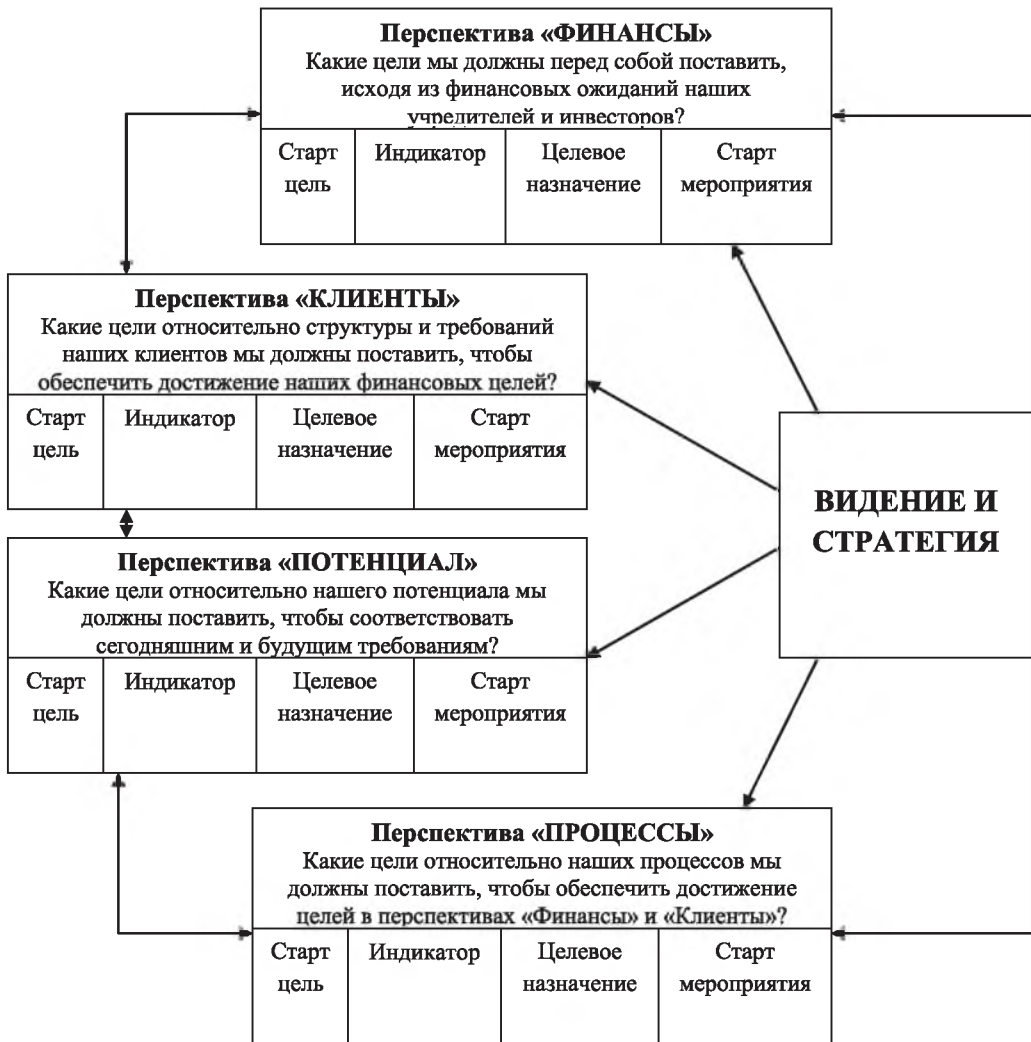 Перспектива «ФИНАНСЫ»
Какие цели мы должны перед собой поставить,
исходя из финансовых ожиданий наших
учредителей и инвесторов?
Старт Индикатор Целевое Старт
цель назначение мероприятия
Перспектива «КЛИЕНТЫ»
Какие цели относительно структуры и требований
наших клиентов мы должны поставить, чтобы
обеспечить достижение наших финансовых целей?
Старт Индикатор Целевое Старт
цель назначение мероприятия
ВИДЕНИЕ И
СТРАТЕГИЯ
Перспектива «ПОТЕНЦИАЛ»
Какие цели относительно нашего потенциала мы
должны поставить, чтобы соответствовать
сегодняшним и будущим требованиям?
Старт Индикатор Целевое Старт
цель назначение мероприятия
Перспектива «ПРОЦЕССЫ»
Какие цели относительно наших процессов мы
должны поставить, чтобы обеспечить достижение
целей в перспективах «Финансы» и «Клиенты»?
Старт Индикатор Целевое Старт
цель назначение мероприятия